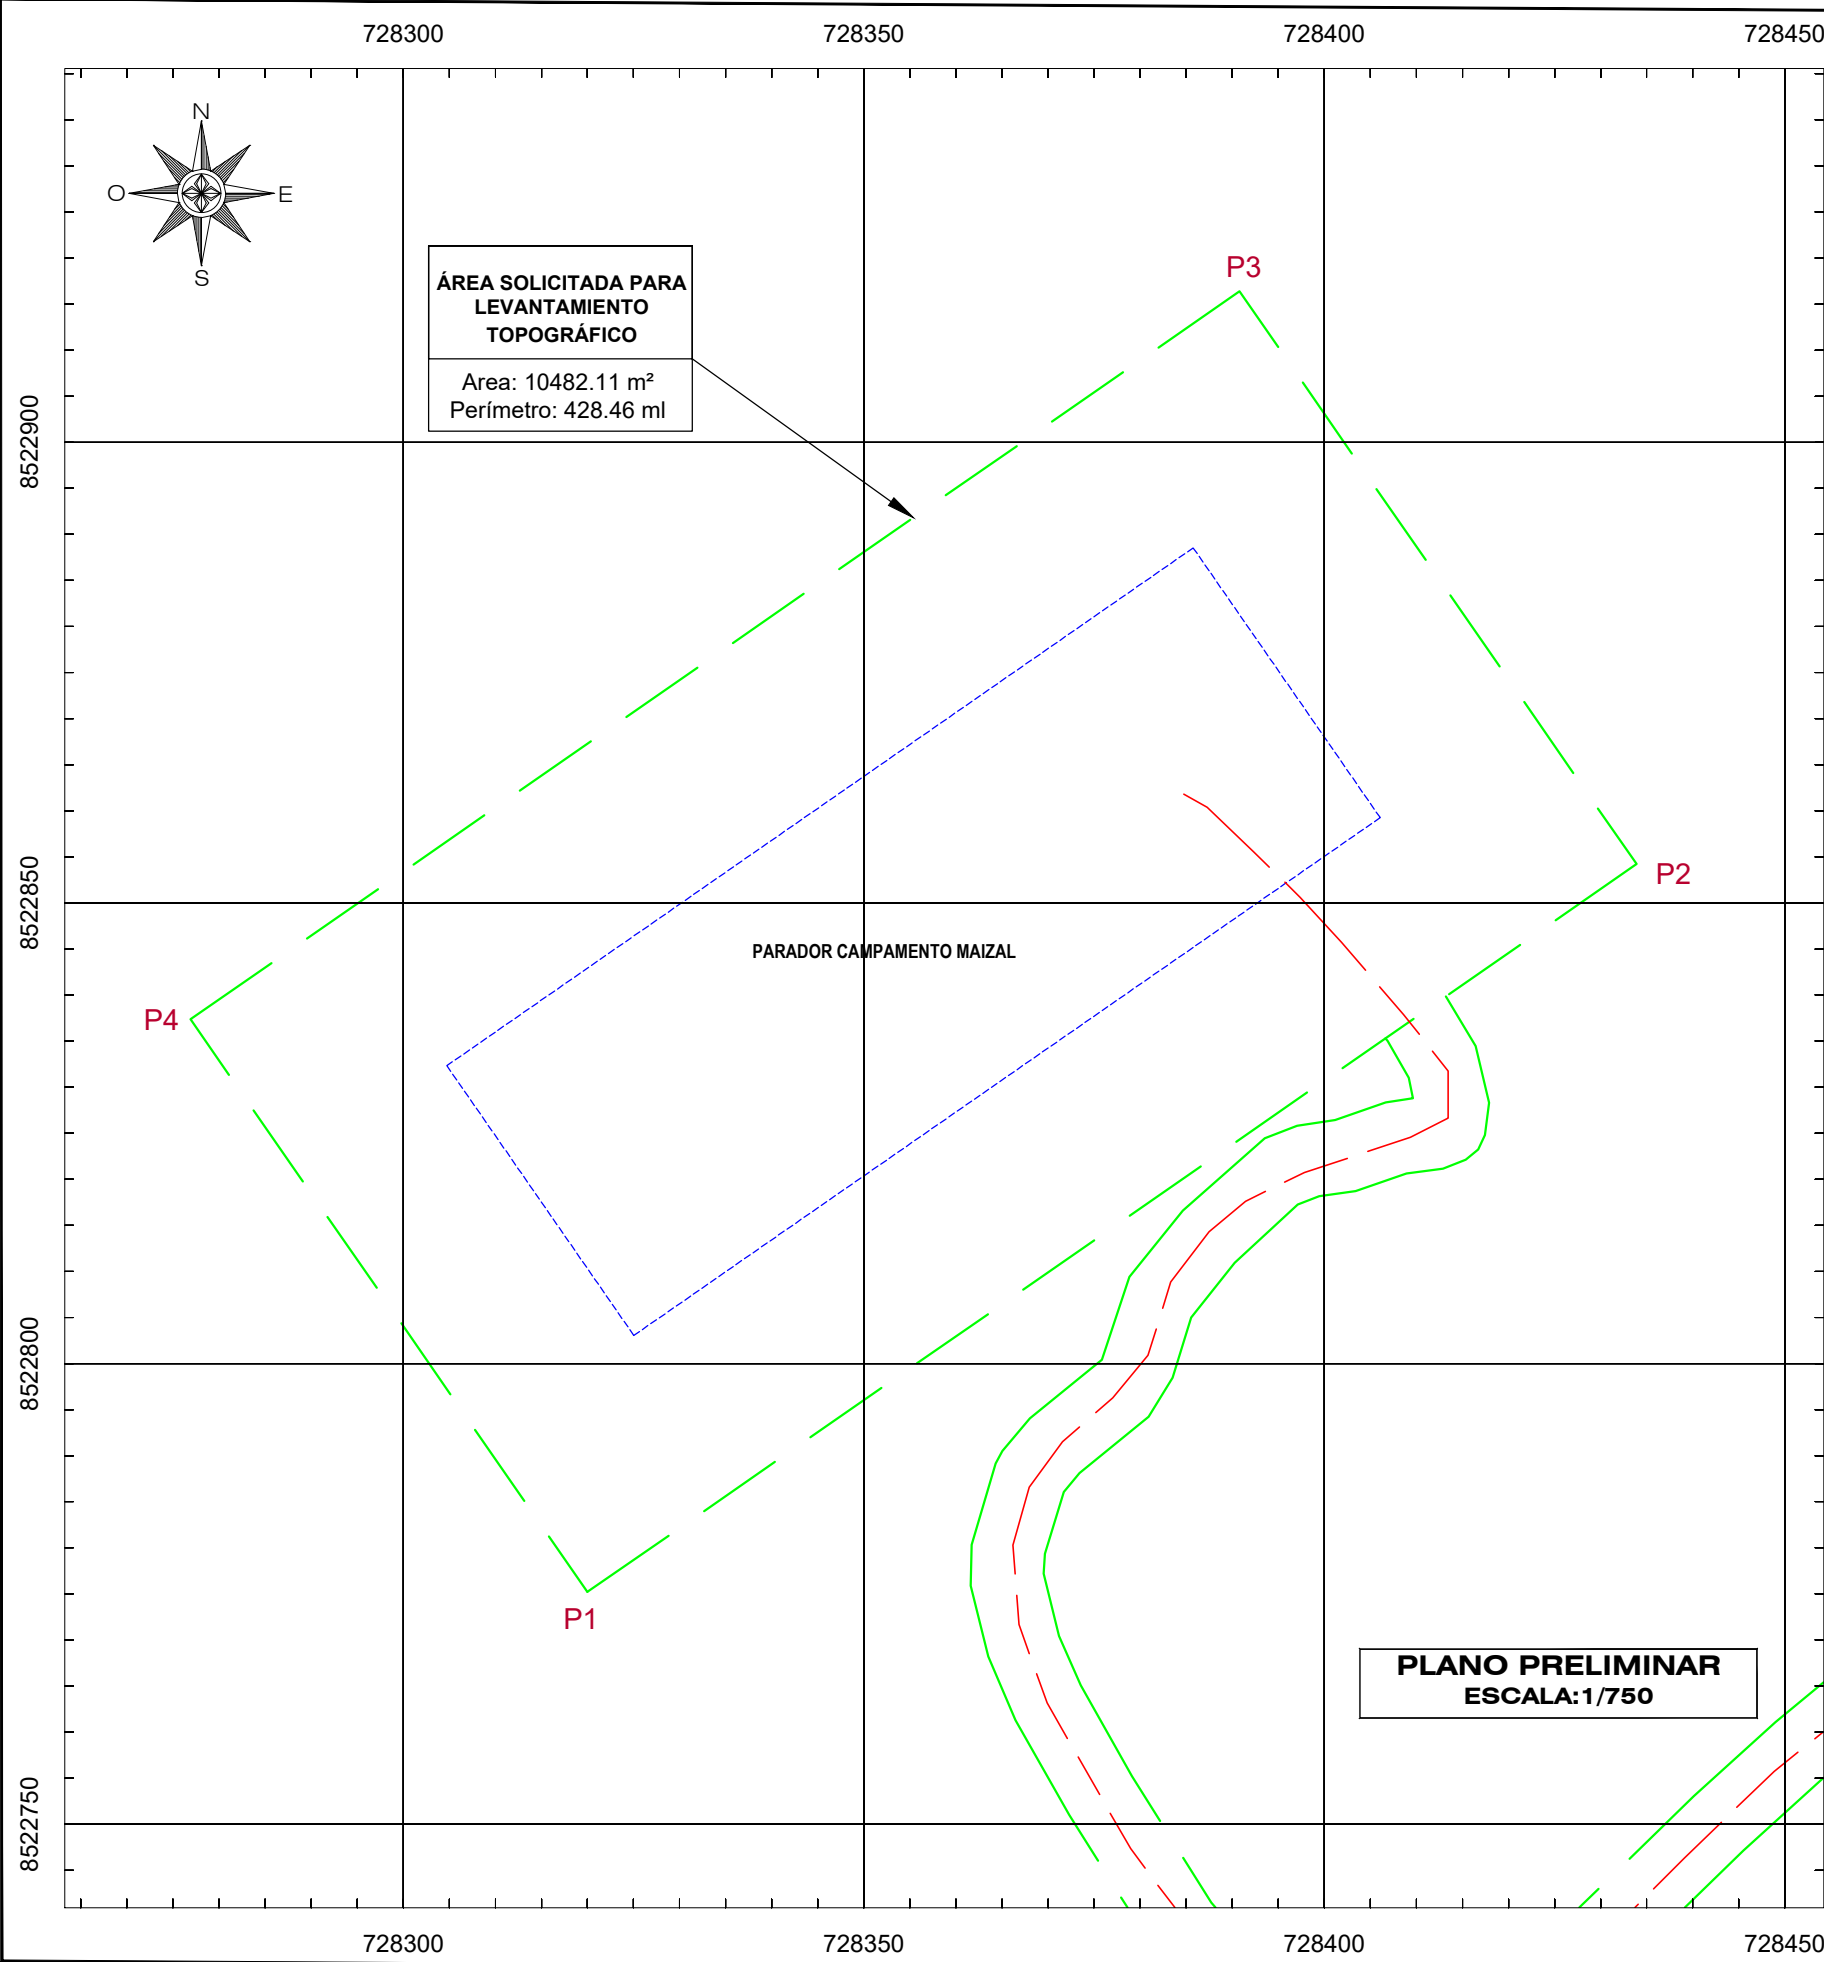 728300 728350 728400 728450
N
O E
S
ÁREA SOLICITADA PARA
LEVANTAMIENTO
TOPOGRÁFICO
Area: 10482.11 m²
Perímetro: 428.46 ml
P3
8522900
P2
8522850
PARADOR CAMPAMENTO MAIZAL
P4
8522800
P1
PLANO PRELIMINAR
ESCALA:1/750
8522750
728300 728350 728400 728450